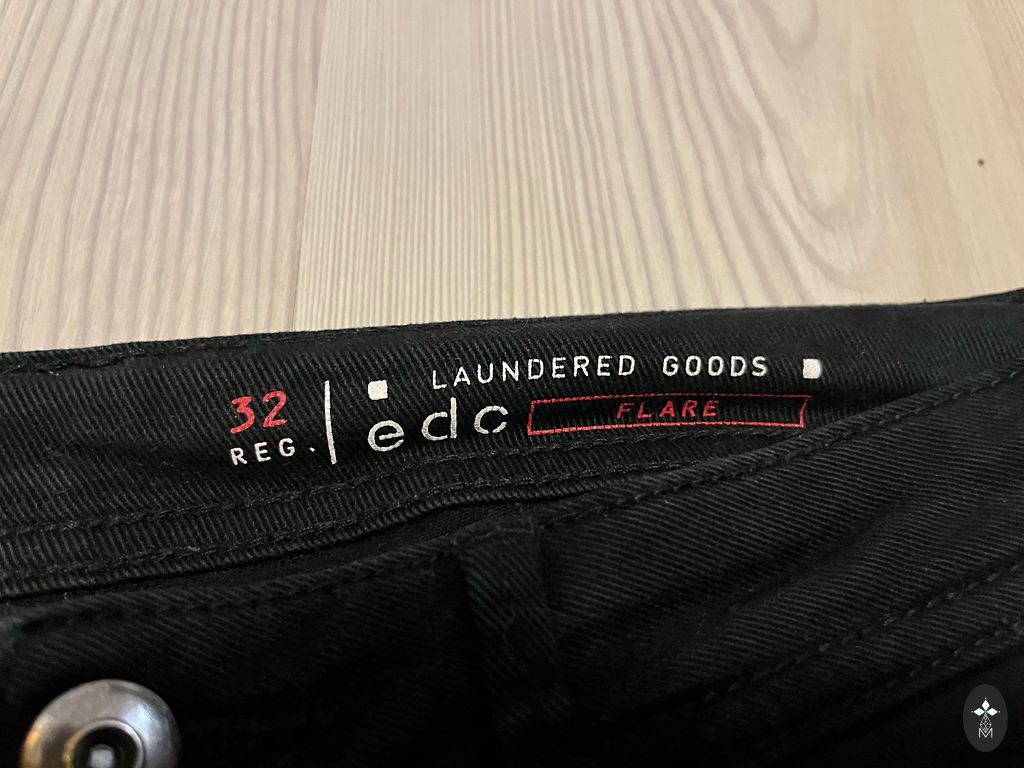 32
REG.
LAUNDERED GOODS
edc FLARE
M